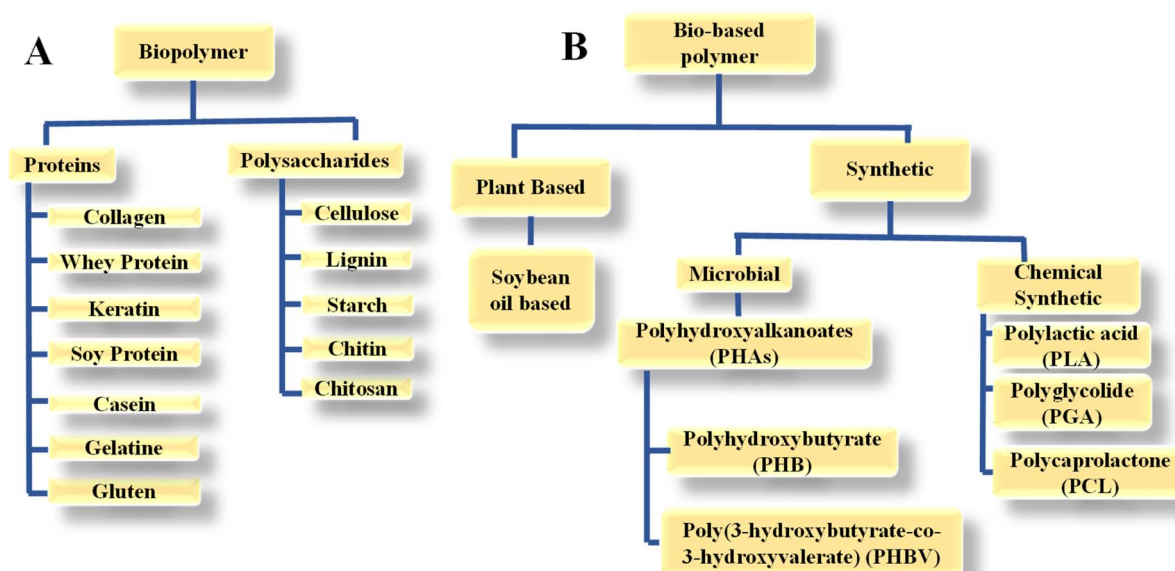 A
Biopolymer
Proteins
Collagen
Whey Protein
Keratin
Soy Protein
Casein
Gelatine
Gluten
Polysaccharides
Cellulose
Lignin
Starch
Chitin
Chitosan
B
Bio-based
polymer
Plant Based
Soybean
oil based
Synthetic
Microbial
Polyhydroxyalkanoates
(PHAs)
Polyhydroxybutyrate
(PHB)
Poly(3-hydroxybutyrate-co-
3-hydroxyvalerate) (PHBV)
Chemical
Synthetic
Polylactic acid
(PLA)
Polyglycolide
(PGA)
Polycaprolactone
(PCL)